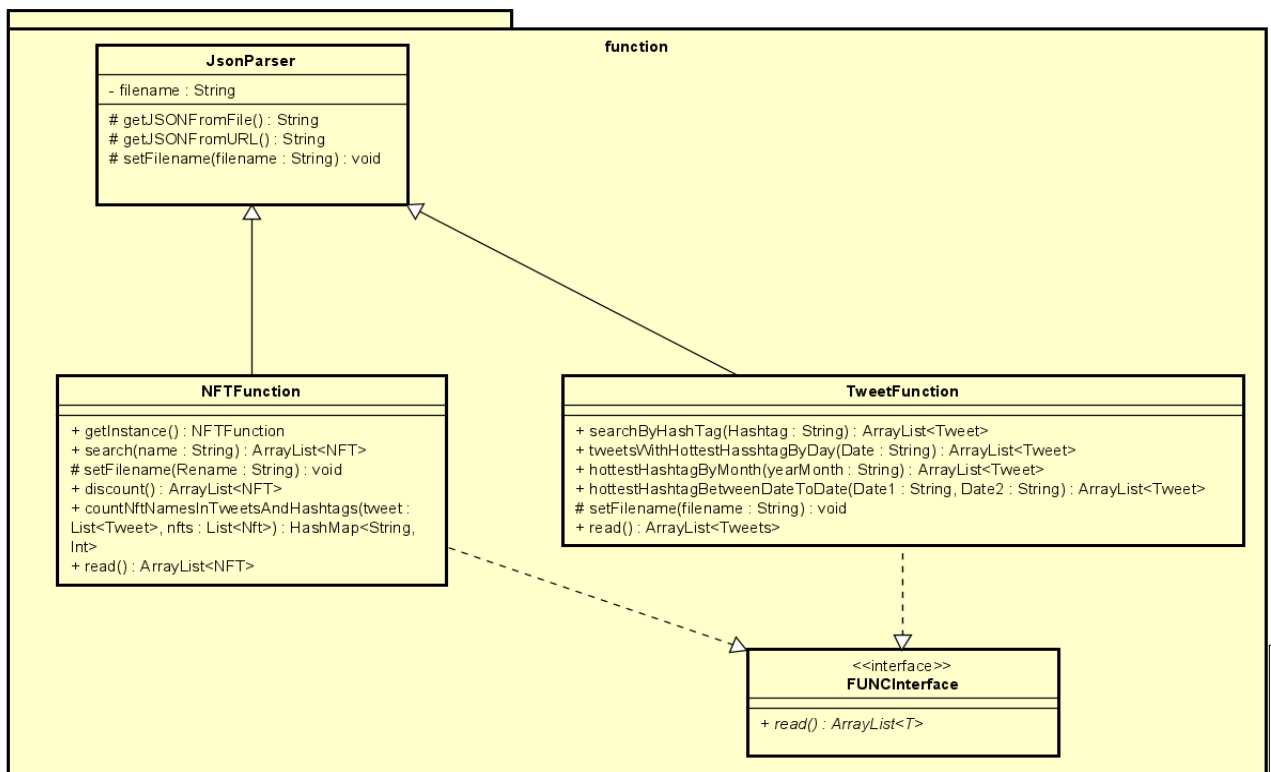 function
JsonParser
- filename : String
# getJSONFromFile() : String
# getJSONFromURL() : String
# setFilename(filename : String) : void
NFTFunction
+ getInstance() : NFTFunction
+ search(name : String) : ArrayList<NFT>
# setFilename(Rename : String) : void
+ discount() : ArrayList<NFT>
+ countNftNamesInTweetsAndHashtags(tweet :
List<Tweet>, nfts : List<Nft>) : HashMap<String,
Int>
+ read() : ArrayList<NFT>
TweetFunction
+ searchByHashTag(Hashtag : String) : ArrayList<Tweet>
+ tweetsWithHottestHasshtagByDay(Date : String) : ArrayList<Tweet>
+ hottestHashtagByMonth(yearMonth : String) : ArrayList<Tweet>
+ hottestHashtagBetweenDateToDate(Date1 : String, Date2 : String) : ArrayList<Tweet>
# setFilename(filename : String) : void
+ read() : ArrayList<Tweets>
<<interface>>
FUNCInterface
+ read() : ArrayList<T>